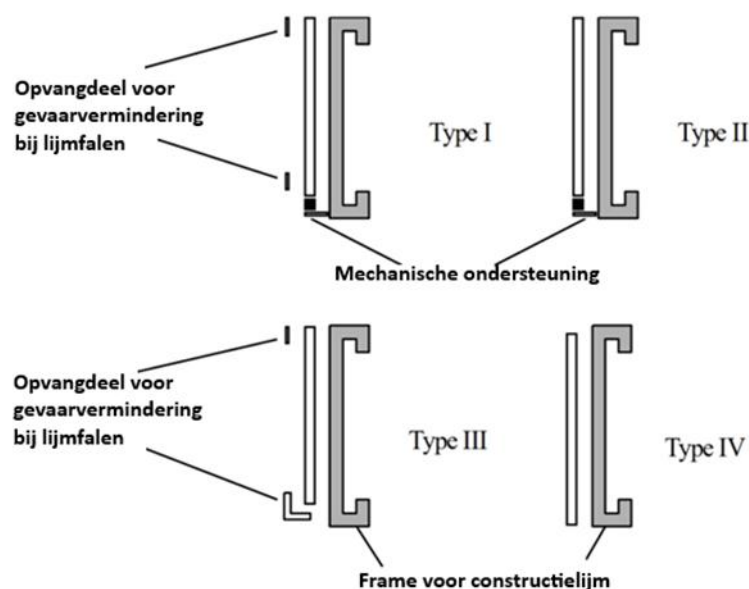 Opvangdeel voor
gevaarvermindering
bij lijmfalen
Type I
Type II
Mechanische ondersteuning
Opvangdeel voor
gevaarvermindering
bij lijmfalen
Type III
Type IV
Frame voor constructielijm